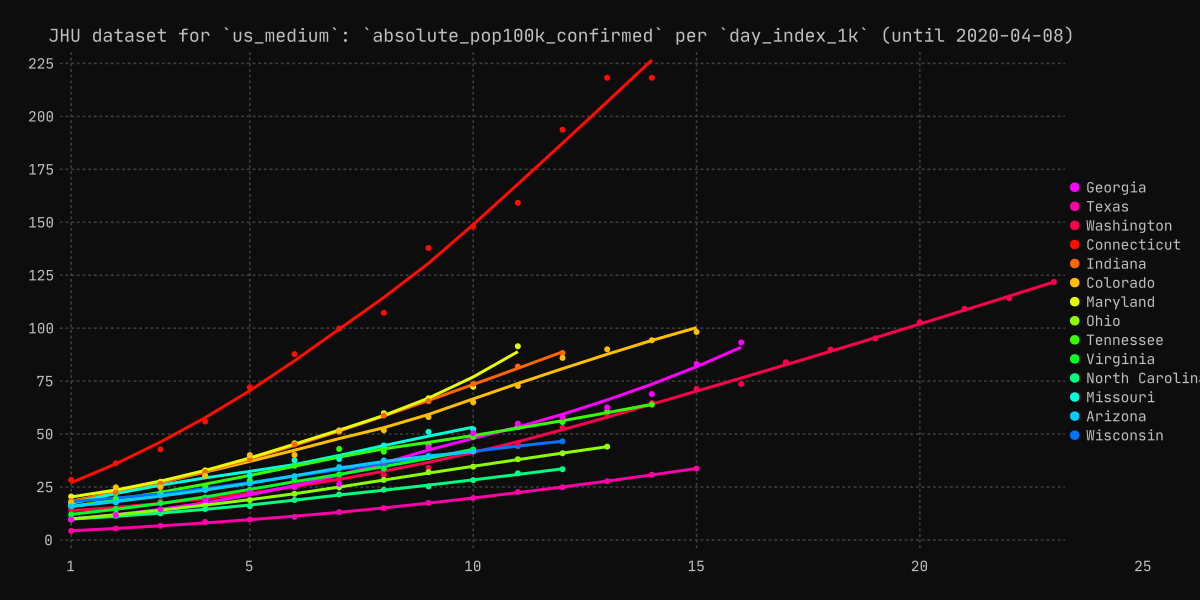 JHU dataset for `us_medium`: `absolute_pop100k_confirmed` per `day_index_1k` (until 2020-04-08)
225
200
175
150
125
100
75
50
25
0
1 5 10 15 20 25
Georgia
Texas
Washington
Connecticut
Indiana
Colorado
Maryland
Ohio
Tennessee
Virginia
North Carolin
Missouri
Arizona
Wisconsin